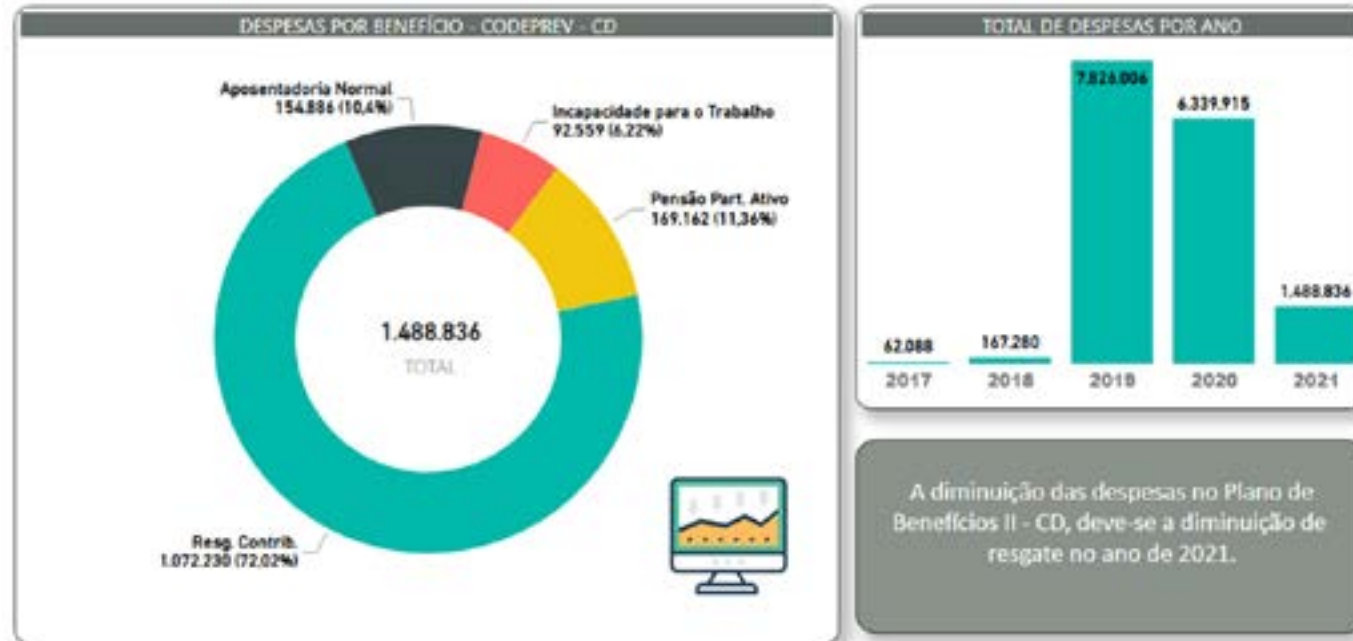 DESPESAS POR BENEFÍCIO - CODEPREV - CD
Aposentadoria Normal
154.886 (10,4%)
Incapacidade para o Trabalho
92.559 (6,22%)
Pensão Part. Ativo
169.162 (11,36%)
1.488.836
TOTAL
Resg. Contrib.
1.072.230 (72,02%)
TOTAL DE DESPESAS POR ANO
7.826.006
6.339.915
1.488.836
62.088
167.280
2017
2018
2019
2020
2021
A diminuição das despesas no Plano de
Benefícios II - CD, deve-se a diminuição de
resgate no ano de 2021.